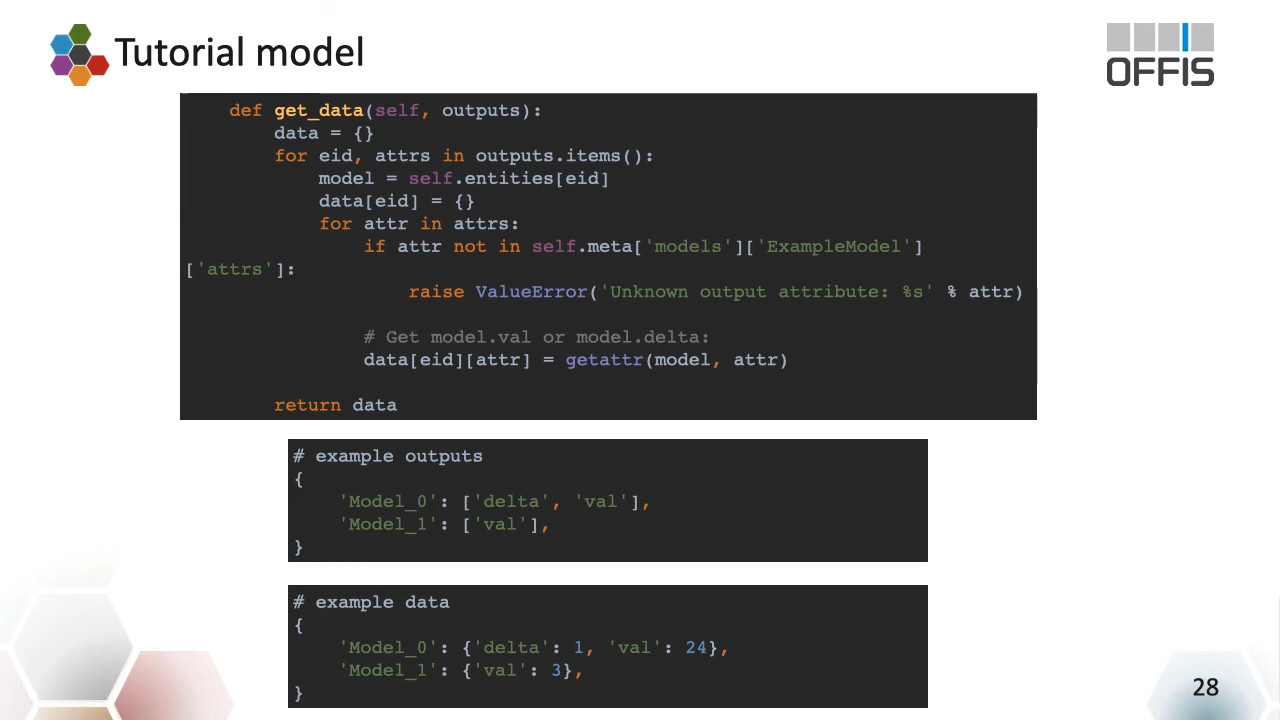 Tutorial model
OFFIS
def get_data(self, outputs):
data = {}
for eid, attrs in outputs.items():
model = self.entities[eid]
data[eid] = {}
for attr in attrs:
if attr not in self.meta['models']['ExampleModel']
['attrs']:
raise ValueError('Unknown output attribute: %s' % attr)
# Get model.val or model.delta:
data[eid][attr] = getattr(model, attr)
return data
# example outputs
{
'Model_0': ['delta', 'val'],
'Model_1': ['val'],
}
# example data
{
'Model_0': {'delta': 1, 'val': 24},
'Model_1': {'val': 3},
}
28